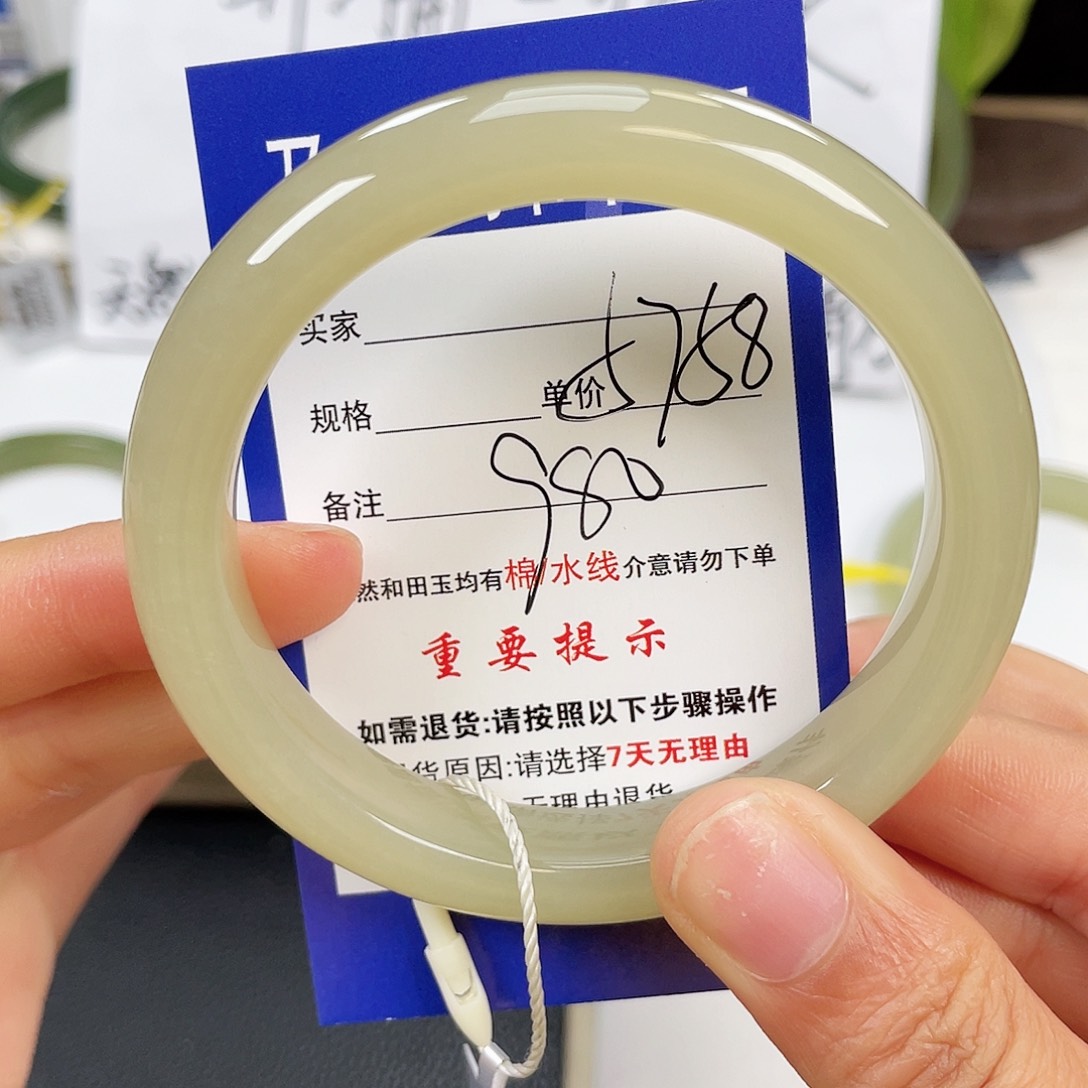 买家
规格 单价 5758
备注 980
然和田玉均有棉/水线介意请勿下单
重要提示
如需退货:请按照以下步骤操作
货原因:请选择7天无理由
无理由退货